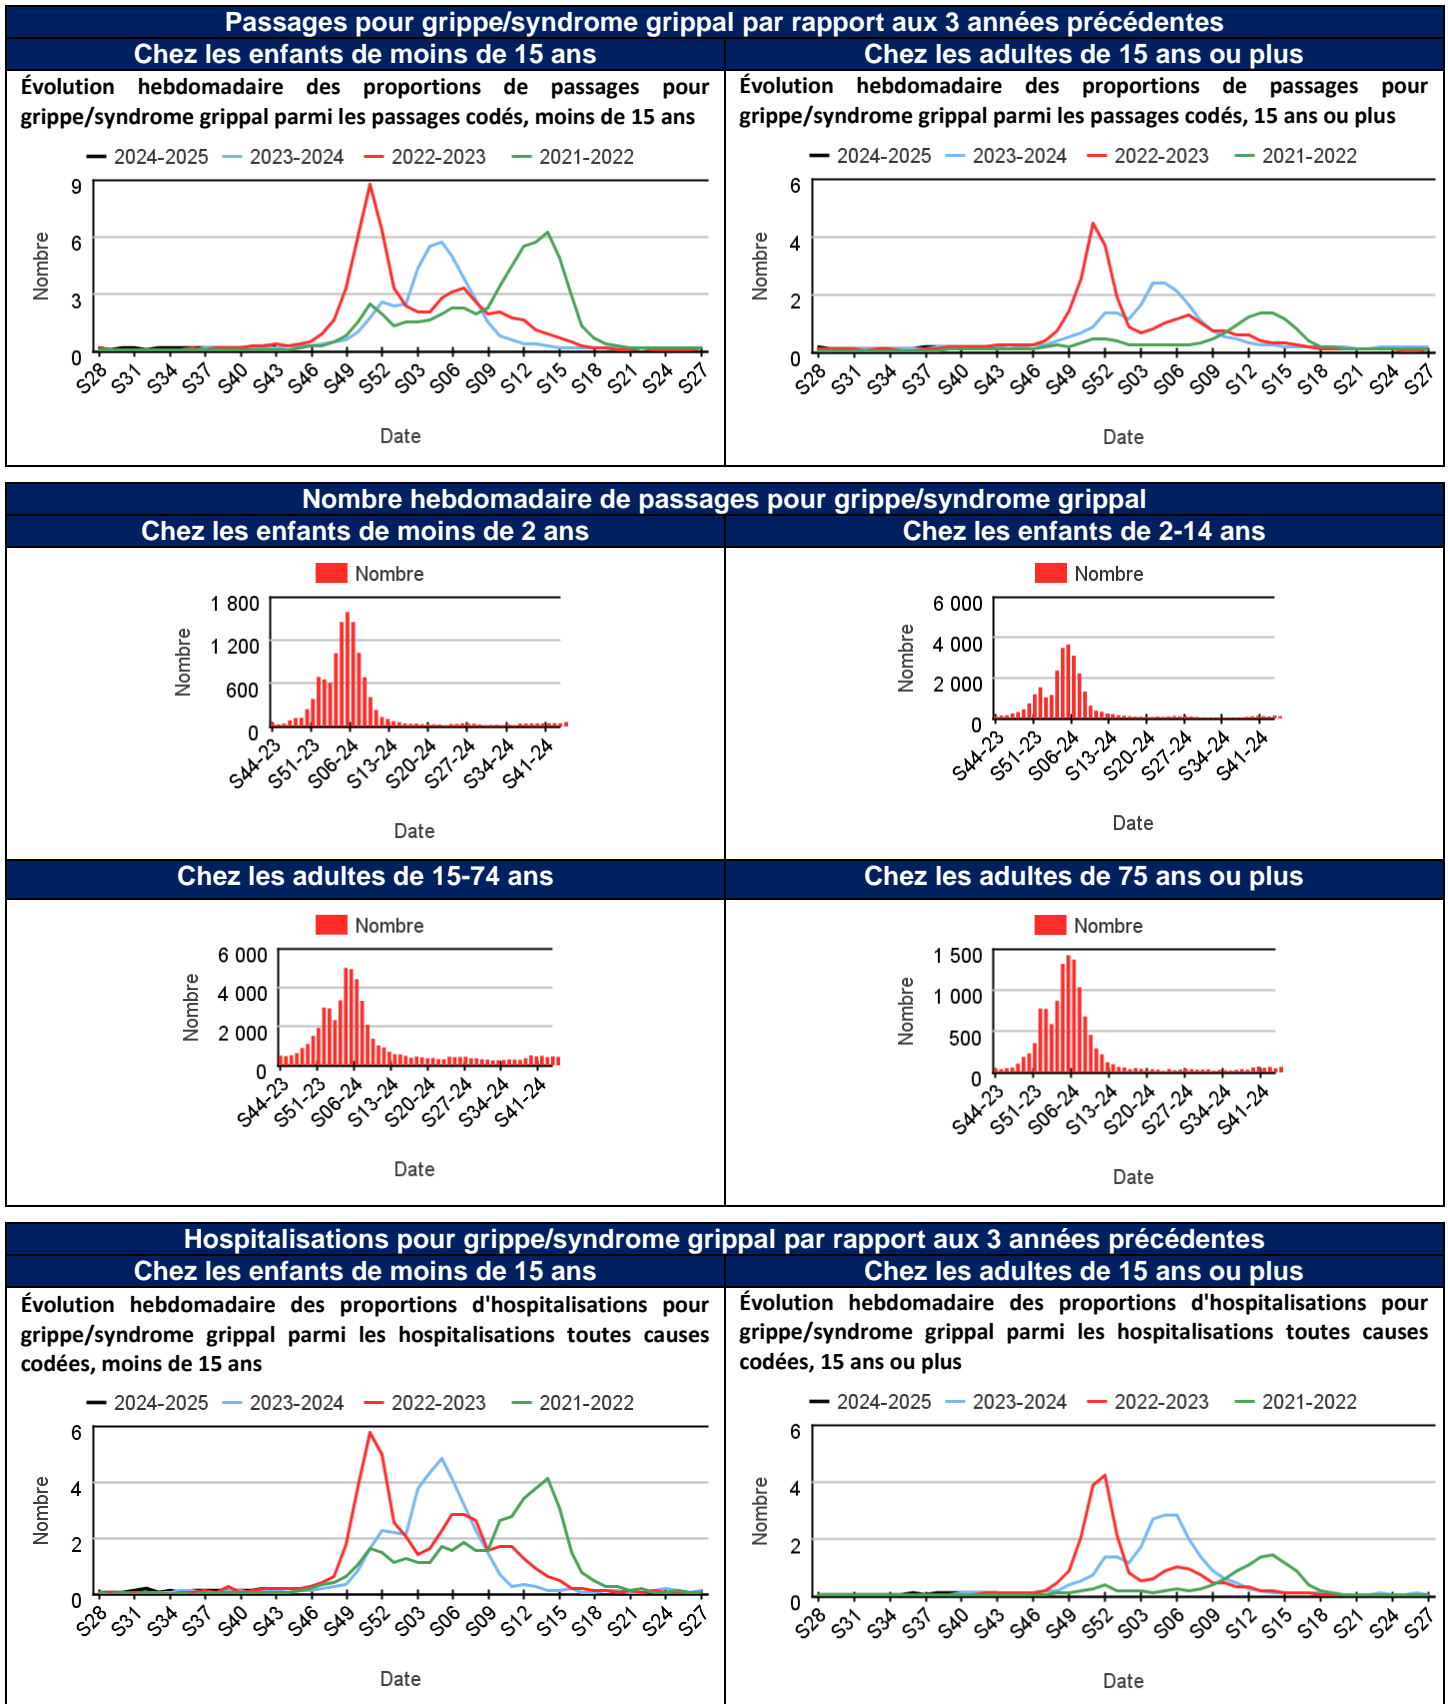 Passages pour grippe/syndrome grippal par rapport aux 3 années précédentes
Chez les enfants de moins de 15 ans
Évolution hebdomadaire des proportions de passages pour
grippe/syndrome grippal parmi les passages codés, moins de 15 ans
2024-2025 2023-2024 2022-2023 2021-2022
9
6
3
0
Nombre
S28 S31 S34 S37 S40 S43 S46 S49 S52 S03 S06 S09 S12 S15 S18 S21 S24 S27
Date
Chez les adultes de 15 ans ou plus
Évolution hebdomadaire des proportions de passages pour
grippe/syndrome grippal parmi les passages codés, 15 ans ou plus
2024-2025 2023-2024 2022-2023 2021-2022
6
4
2
0
Nombre
S28 S31 S34 S37 S40 S43 S46 S49 S52 S03 S06 S09 S12 S15 S18 S21 S24 S27
Date
Nombre hebdomadaire de passages pour grippe/syndrome grippal
Chez les enfants de moins de 2 ans
Nombre
1 800
1 200
600
0
Nombre
S44-23 S51-23 S06-24 S13-24 S20-24 S27-24 S34-24 S41-24
Date
Chez les enfants de 2-14 ans
Nombre
6 000
4 000
2 000
0
Nombre
S44-23 S51-23 S06-24 S13-24 S20-24 S27-24 S34-24 S41-24
Date
Chez les adultes de 15-74 ans
Nombre
6 000
4 000
2 000
0
Nombre
S44-23 S51-23 S06-24 S13-24 S20-24 S27-24 S34-24 S41-24
Date
Chez les adultes de 75 ans ou plus
Nombre
1 500
1 000
500
0
Nombre
S44-23 S51-23 S06-24 S13-24 S20-24 S27-24 S34-24 S41-24
Date
Hospitalisations pour grippe/syndrome grippal par rapport aux 3 années précédentes
Chez les enfants de moins de 15 ans
Évolution hebdomadaire des proportions d'hospitalisations pour
grippe/syndrome grippal parmi les hospitalisations toutes causes
codées, moins de 15 ans
2024-2025 2023-2024 2022-2023 2021-2022
6
4
2
0
Nombre
S28 S31 S34 S37 S40 S43 S46 S49 S52 S03 S06 S09 S12 S15 S18 S21 S24 S27
Date
Chez les adultes de 15 ans ou plus
Évolution hebdomadaire des proportions d'hospitalisations pour
grippe/syndrome grippal parmi les hospitalisations toutes causes
codées, 15 ans ou plus
2024-2025 2023-2024 2022-2023 2021-2022
6
4
2
0
Nombre
S28 S31 S34 S37 S40 S43 S46 S49 S52 S03 S06 S09 S12 S15 S18 S21 S24 S27
Date